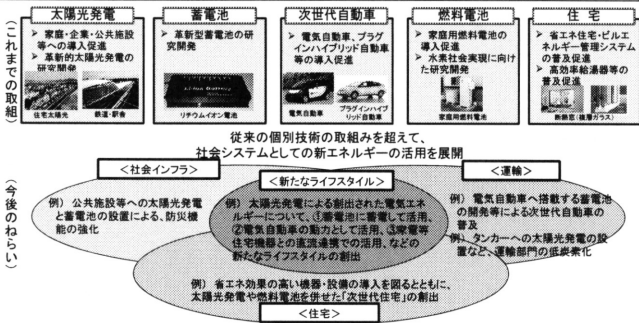 (これまでの取組)
太陽光発電
➢ 家庭・企業・公共施設
等への導入促進
➢ 革新的太陽光発電の
研究開発
住宅太陽光
鉄道・駅舎
蓄電池
➢ 革新型蓄電池の研
究開発
リチウムイオン電池
次世代自動車
➢ 電気自動車、プラグ
インハイブリッド自動車
等の導入促進
電気自動車
プラグインハイブ
リッド自動車
燃料電池
➢ 家庭用燃料電池の
導入促進
➢ 水素社会実現に向け
た研究開発
家庭用燃料電池
住 宅
➢ 省エネ住宅・ビルエ
ネルギー管理システム
の普及促進
➢ 高効率給湯器等の
普及促進
断熱窓(複層ガラス)
従来の個別技術の取組みを超えて、
社会システムとしての新エネルギーの活用を展開
(今後のねらい)
<社会インフラ>
例) 公共施設等への太陽光発電
と蓄電池の設置による、防災機
能の強化
<新たなライフスタイル>
例) 太陽光発電による創出された電気エネ
ルギーについて、①蓄電池に蓄電して活用、
②電気自動車の動力として活用、③家電等
住宅機器との直流連携での活用、などの
新たなライフスタイルの創出
<運輸>
例) 電気自動車へ搭載する蓄電池
の開発等による次世代自動車の
普及
例) タンカーへの太陽光発電の設
置など、運輸部門の低炭素化
例) 省エネ効果の高い機器・設備の導入を図るとともに、
太陽光発電や燃料電池を併せた「次世代住宅」の創出
<住宅>